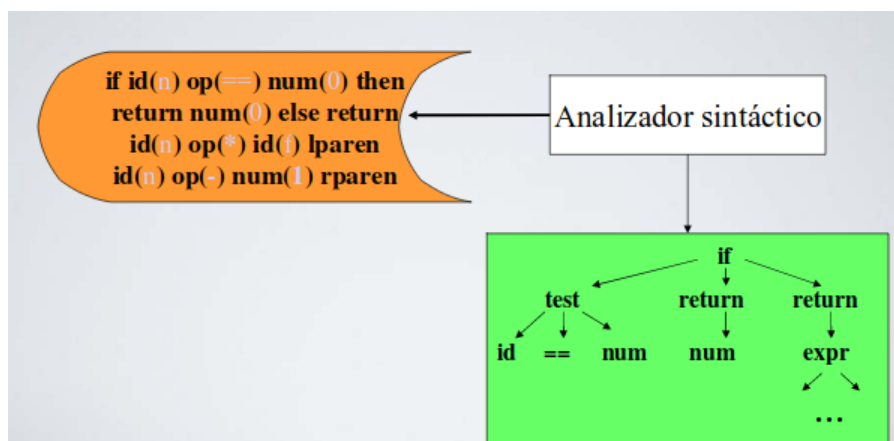 if id(n) op(==) num(0) then
return num(0) else return
id(n) op(*) id(f) lparen
id(n) op(-) num(1) rparen
Analizador sintáctico
if
test return return
id == num num expr
...